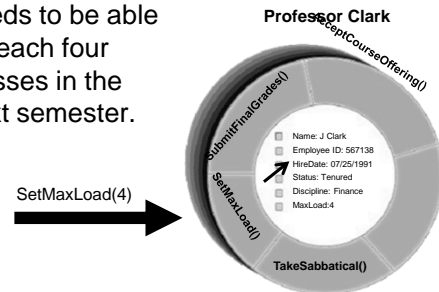 eds to be able
each four
sses in the
t semester.
Professor Clark
AcceptCourseOffering()
SubmitFinalGrades()
Name: J Clark
Employee ID: 567138
HireDate: 07/25/1991
Status: Tenured
Discipline: Finance
MaxLoad:4
SetMaxLoad(4)
SetMaxLoad()
TakeSabbatical()